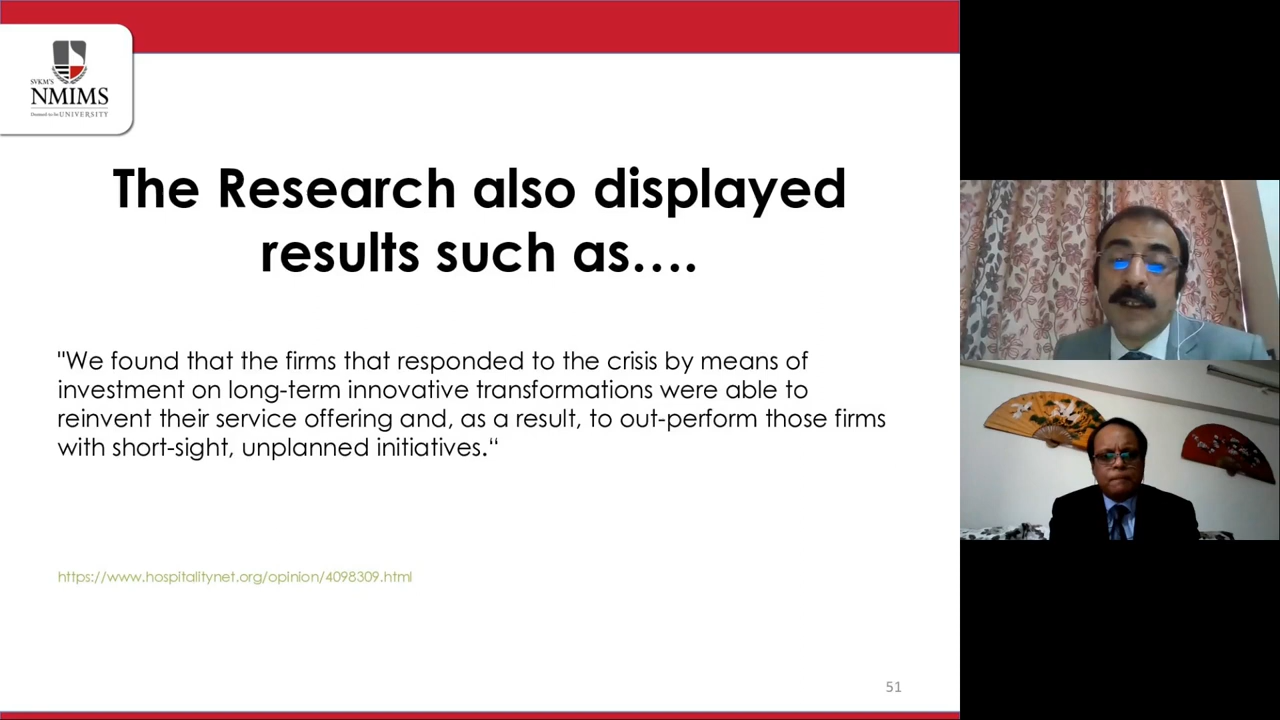 SVKM'S
NMIMS
Deemed to be UNIVERSITY
The Research also displayed
results such as….
"We found that the firms that responded to the crisis by means of
investment on long-term innovative transformations were able to
reinvent their service offering and, as a result, to out-perform those firms
with short-sight, unplanned initiatives.“
https://www.hospitalitynet.org/opinion/4098309.html
51